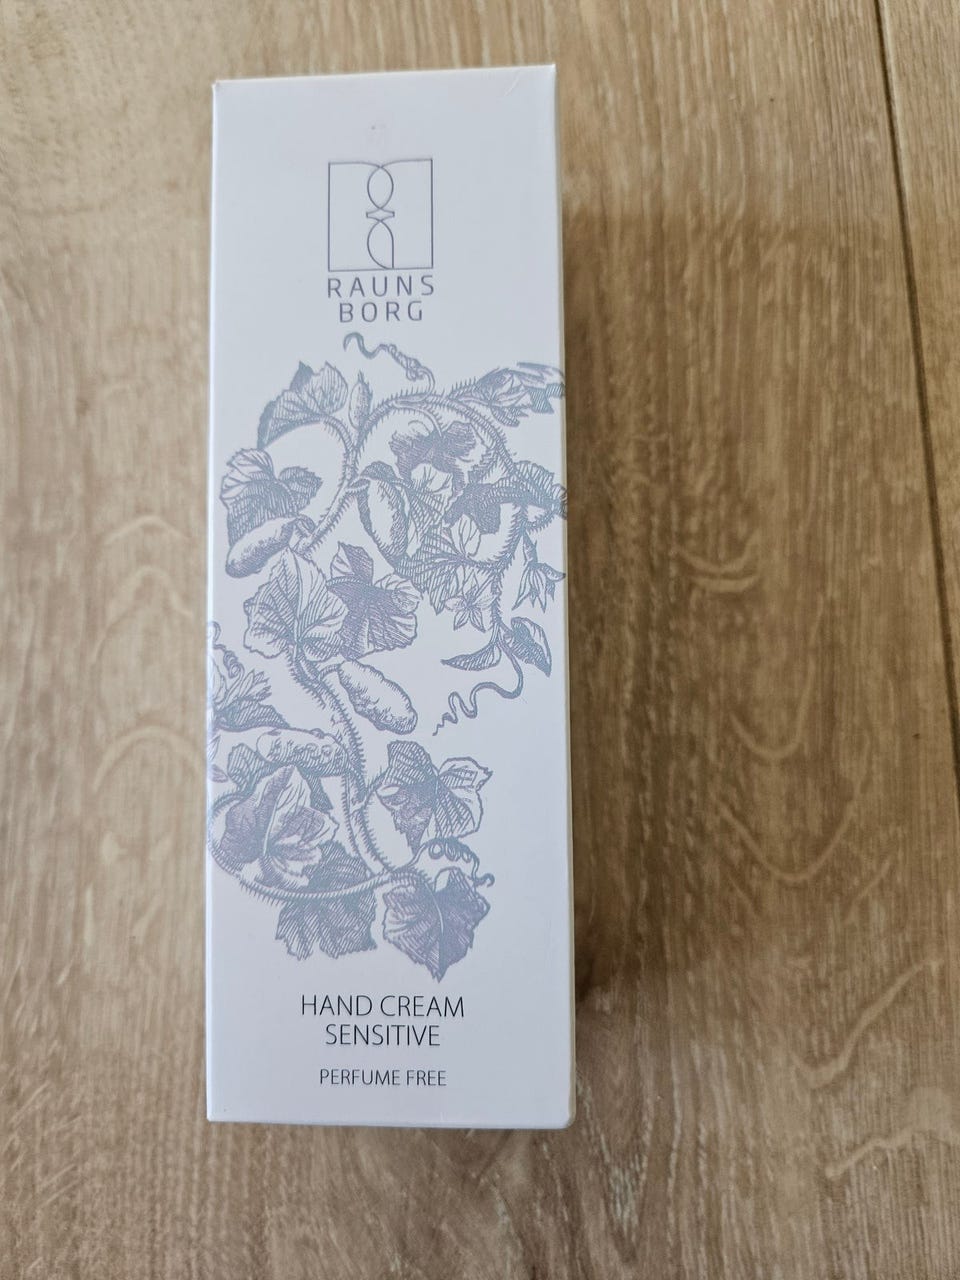 RAUNS
BORG
HAND CREAM
SENSITIVE
PERFUME FREE